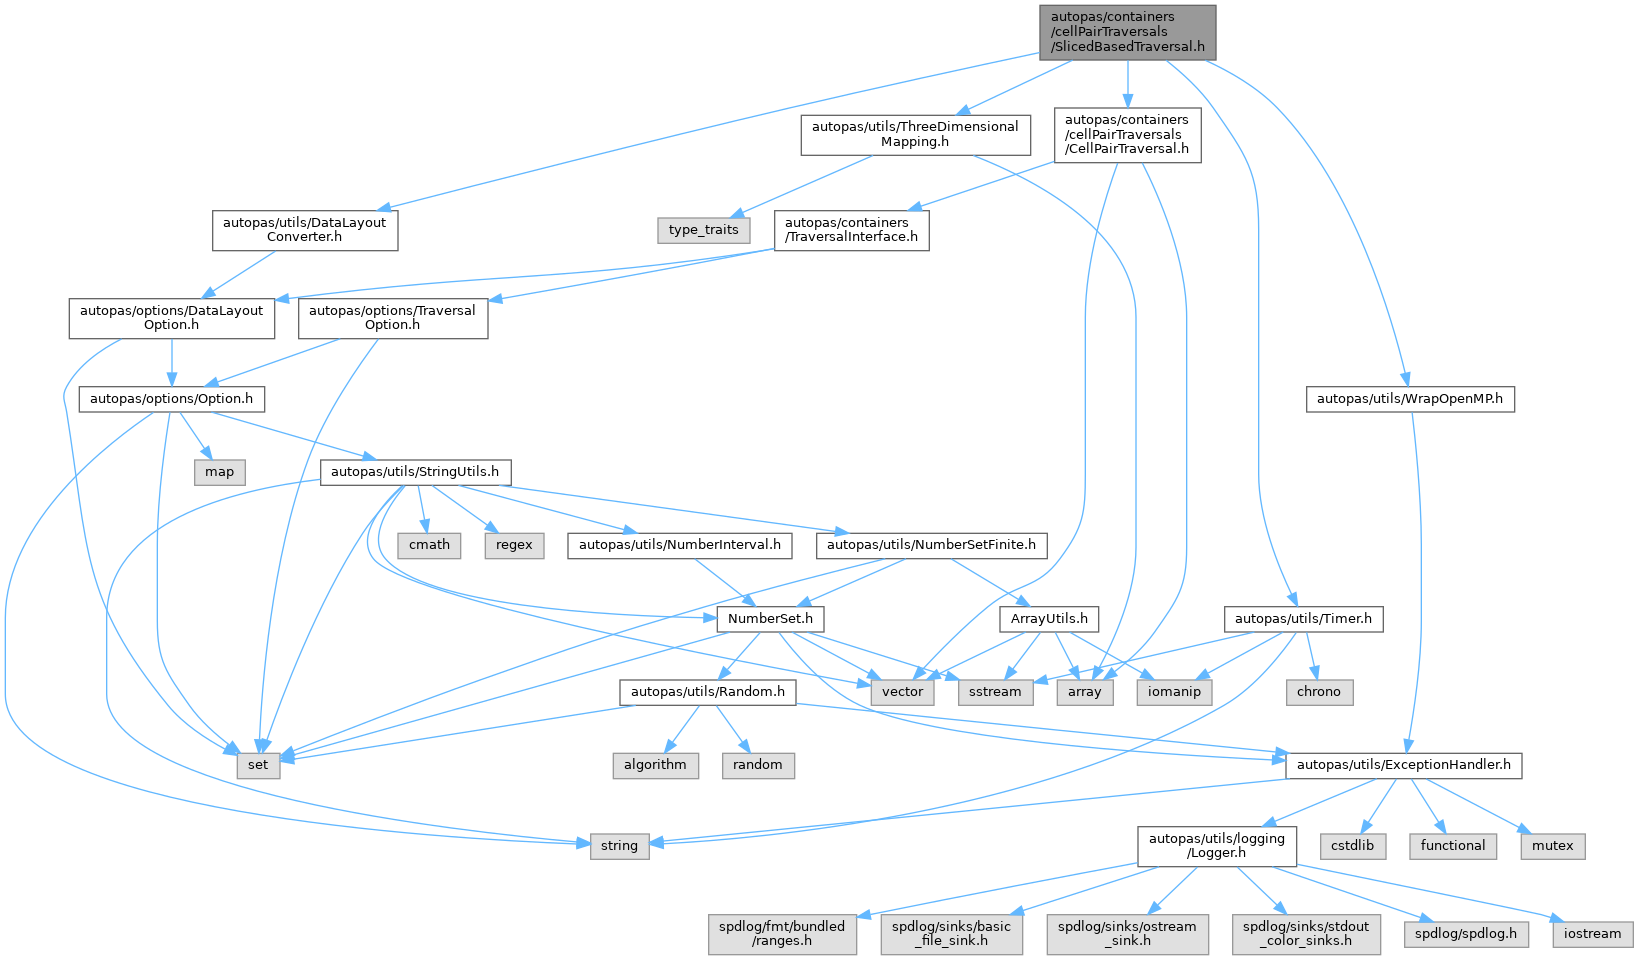 autopas/containers
/cellPairTraversals
/SlicedBasedTraversal.h
autopas/utils/ThreeDimensional
Mapping.h
autopas/containers
/cellPairTraversals
/CellPairTraversal.h
autopas/utils/DataLayout
Converter.h
type_traits
autopas/containers
/TraversalInterface.h
autopas/options/DataLayout
Option.h
autopas/options/Traversal
Option.h
autopas/options/Option.h
autopas/utils/WrapOpenMP.h
map
autopas/utils/StringUtils.h
cmath
regex
autopas/utils/NumberInterval.h
autopas/utils/NumberSetFinite.h
NumberSet.h
ArrayUtils.h
autopas/utils/Timer.h
autopas/utils/Random.h
vector
sstream
array
iomanip
chrono
set
algorithm
random
autopas/utils/ExceptionHandler.h
string
autopas/utils/logging
/Logger.h
cstdlib
functional
mutex
spdlog/fmt/bundled
/ranges.h
spdlog/sinks/basic
_file_sink.h
spdlog/sinks/ostream
_sink.h
spdlog/sinks/stdout
_color_sinks.h
spdlog/spdlog.h
iostream